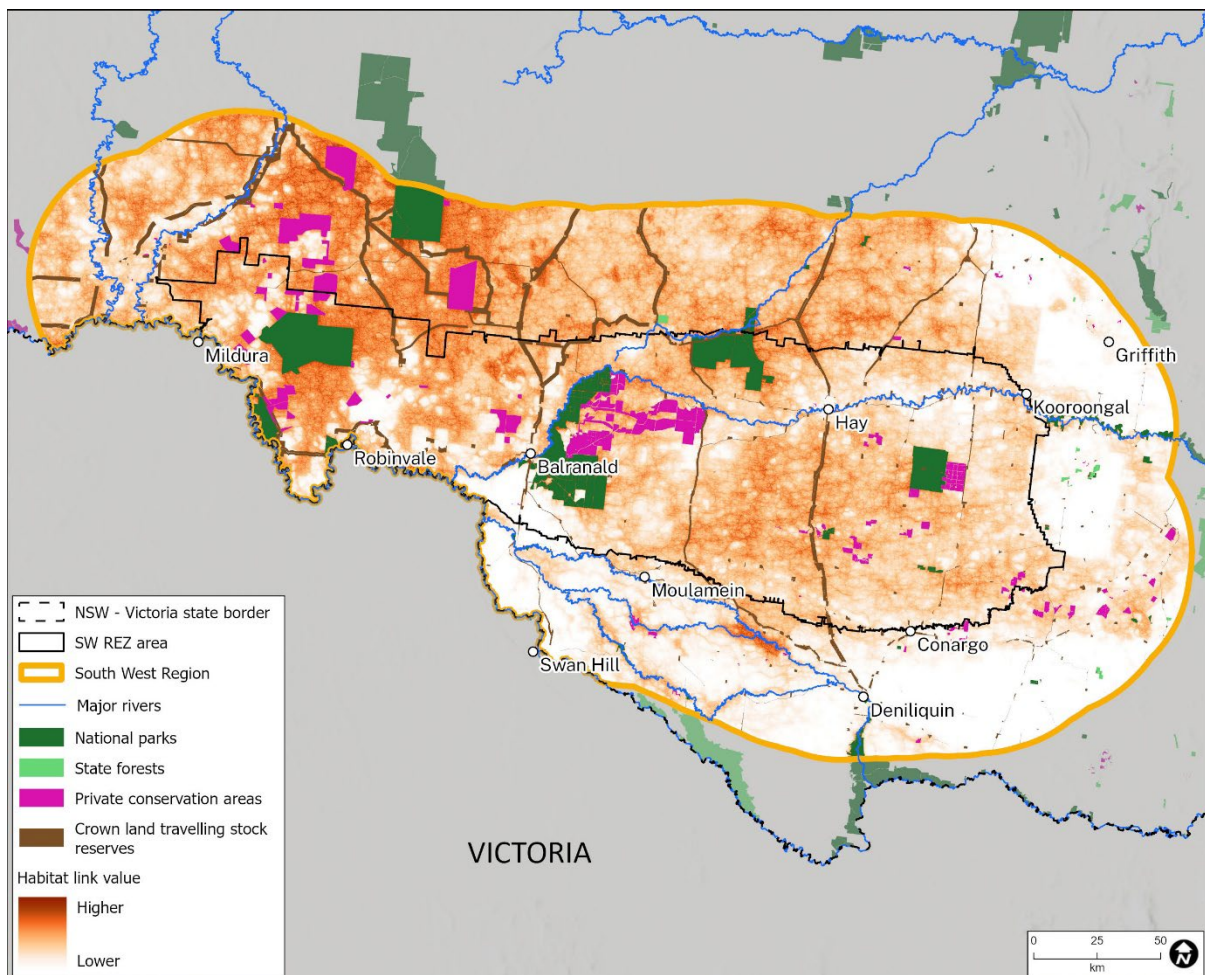 Mildura
Griffith
Kooroongal
Hay
Robinvale
Balranald
Moulamein
Conargo
Swan Hill
Deniliquin
VICTORIA
NSW - Victoria state border
SW REZ area
South West Region
Major rivers
National parks
State forests
Private conservation areas
Crown land travelling stock
reserves
Habitat link value
Higher
Lower
0 25 50
km
N